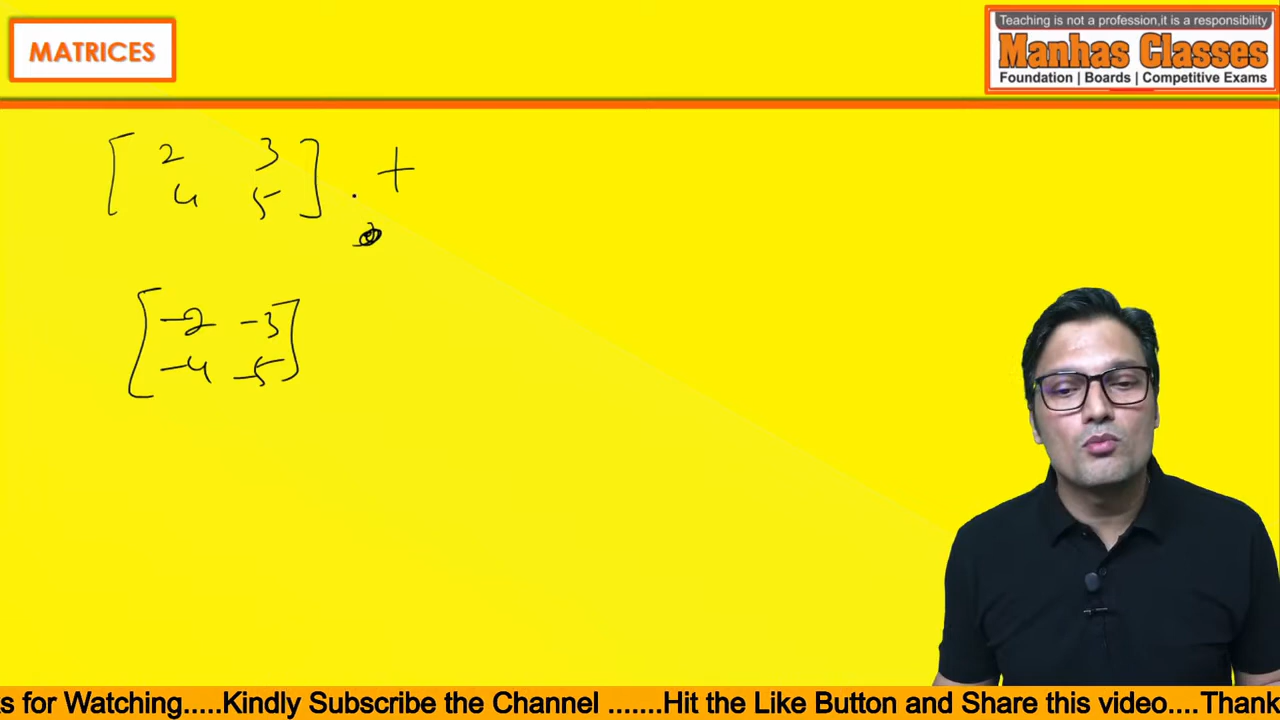 MATRICES
Teaching is not a profession,it is a responsibility
Manhas Classes
Foundation | Boards | Competitive Exams
[ 2 3 ] . +
4 5
[ -2 -3 ]
-4 -5
s for Watching.....Kindly Subscribe the Channel .......Hit the Like Button and Share this video....Thank